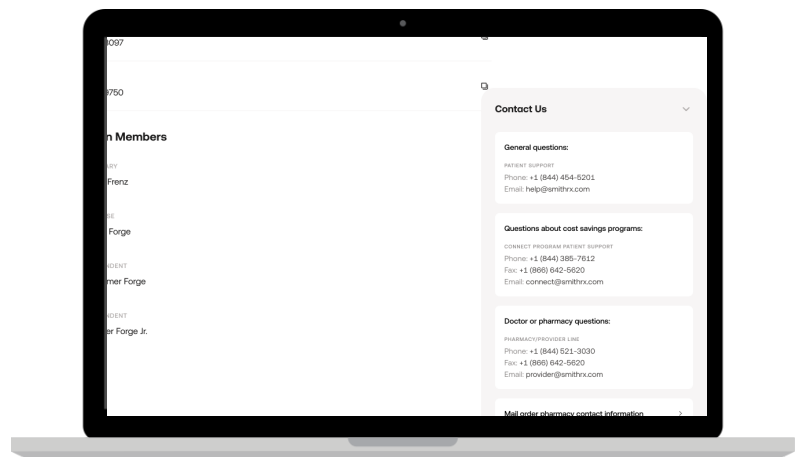 1097
9750
n Members
ARY
Frenz
SE
Forge
NDENT
mer Forge
NDENT
er Forge Jr.
Contact Us
General questions:
PATIENT SUPPORT
Phone: +1 (844) 454-5201
Email: help@smithrx.com
Questions about cost savings programs:
CONNECT PROGRAM PATIENT SUPPORT
Phone: +1 (844) 385-7612
Fax: +1 (866) 642-5620
Email: connect@smithrx.com
Doctor or pharmacy questions:
PHARMACY/PROVIDER LINE
Phone: +1 (844) 521-3030
Fax: +1 (866) 642-5620
Email: provider@smithrx.com
Mail order pharmacy contact information